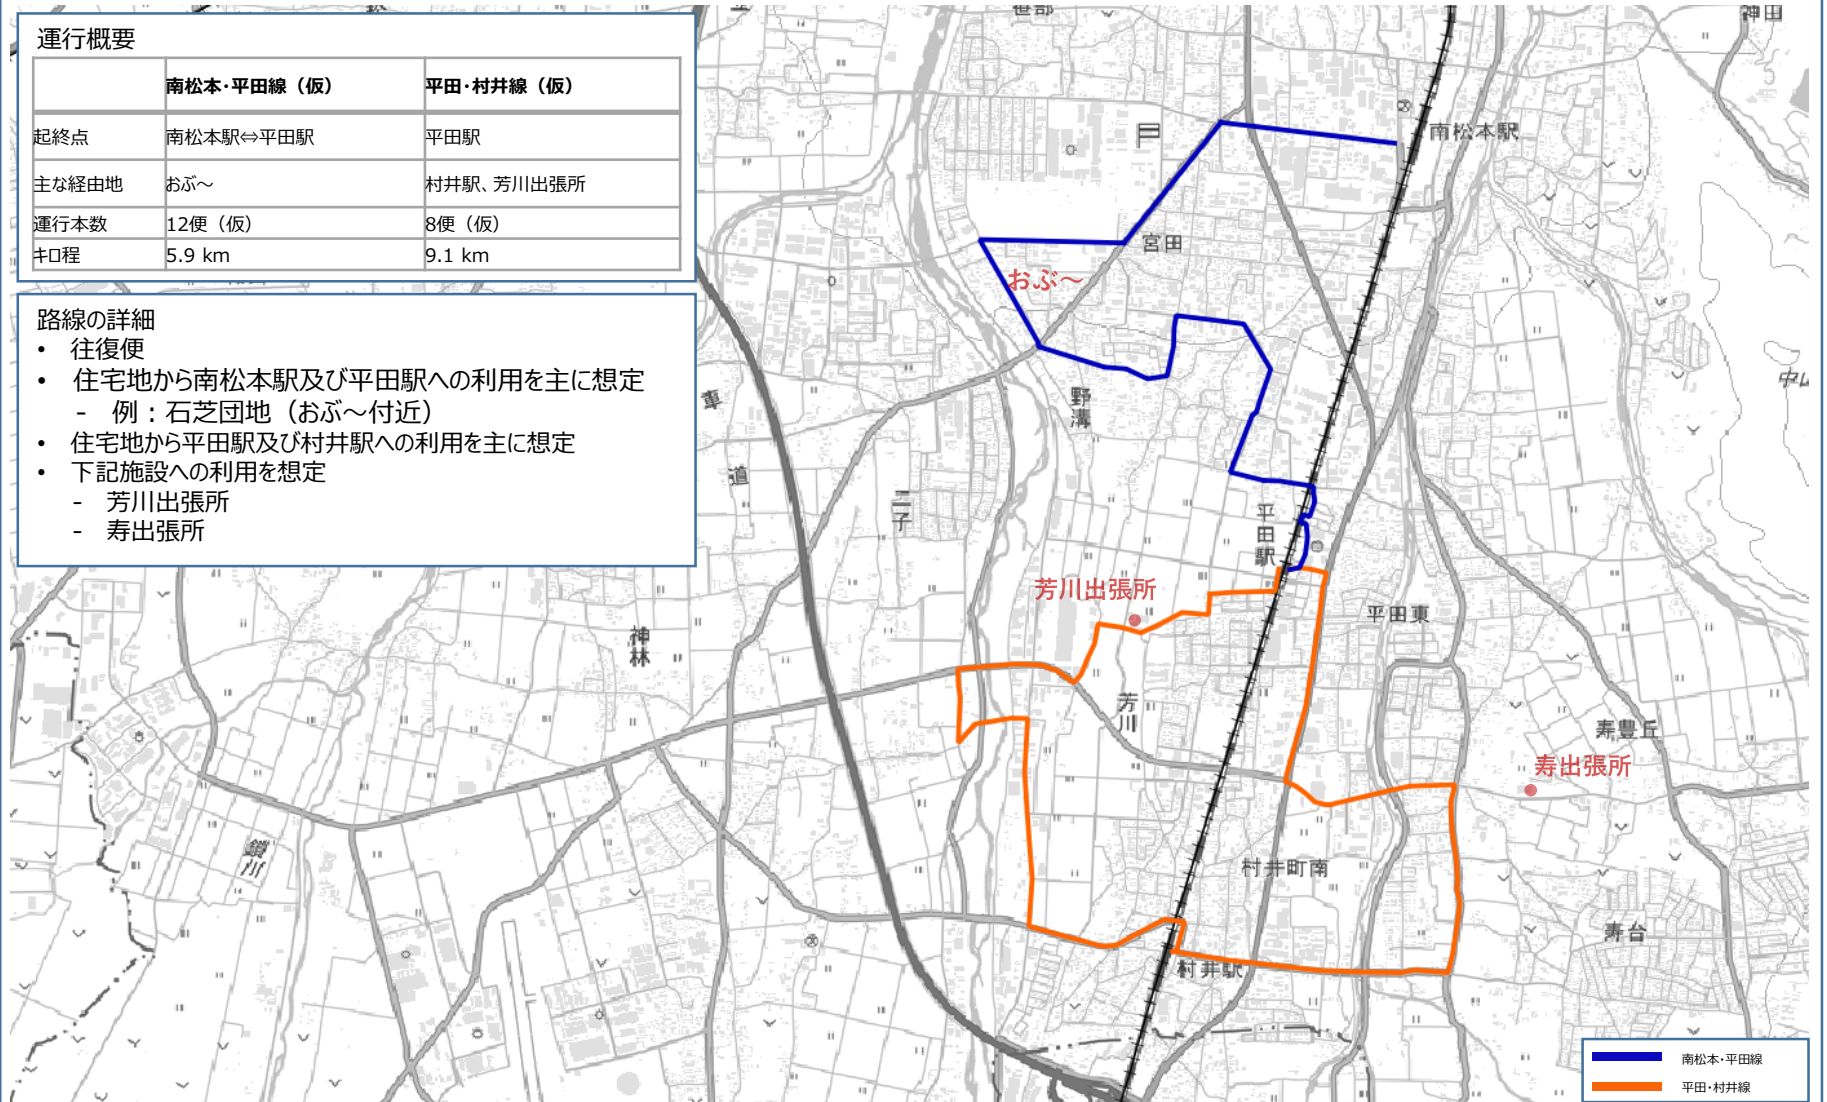 運行概要
南松本・平田線（仮） 平田・村井線（仮）
起終点 南松本駅⇔平田駅 平田駅
主な経由地 おぶ～ 村井駅、芳川出張所
運行本数 12便（仮） 8便（仮）
キロ程 5.9 km 9.1 km
路線の詳細
• 往復便
• 住宅地から南松本駅及び平田駅への利用を主に想定
- 例：石芝団地（おぶ～付近）
• 住宅地から平田駅及び村井駅への利用を主に想定
• 下記施設への利用を想定
- 芳川出張所
- 寿出張所
笹部
神田
南松本駅
宮田
おぶ～
野溝
車
道
二子
平田駅
芳川出張所
平田東
神林
芳川
寿豊丘
寿出張所
鎖川
村井町南
寿台
村井駅
南松本・平田線
平田・村井線